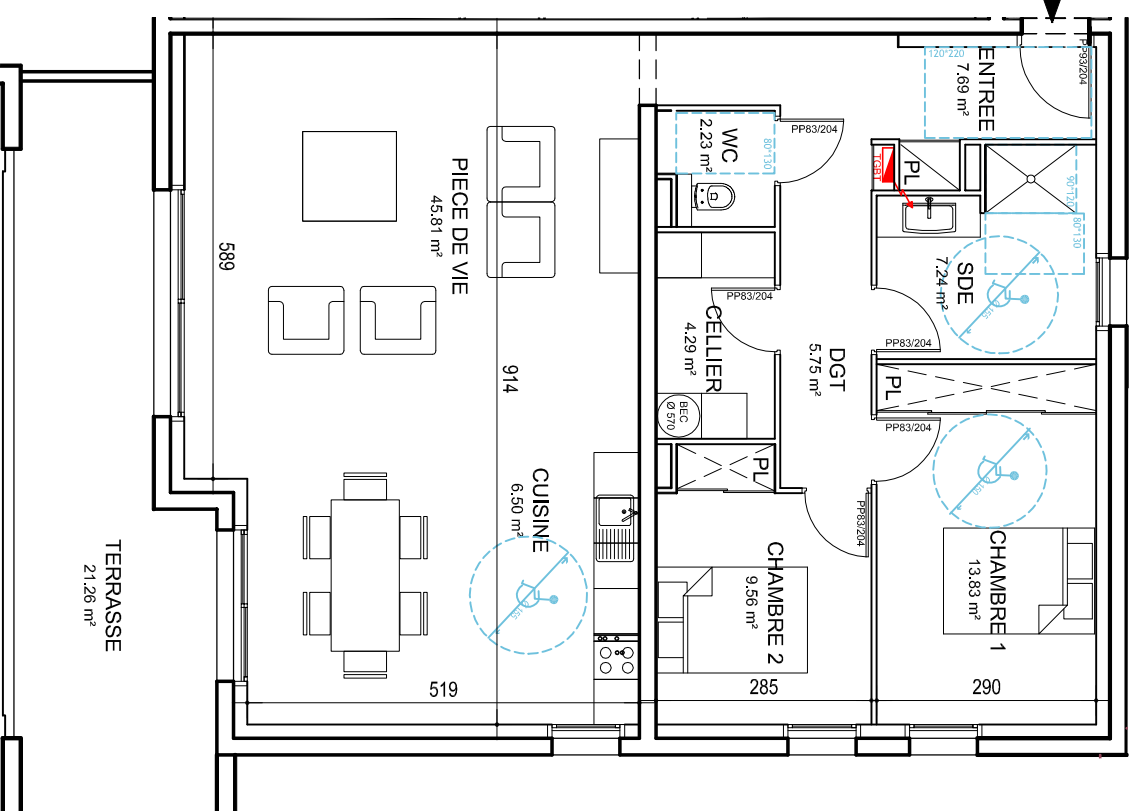 120*220
ENTREE
7.69 m²
PP93/204
WC
2.23 m²
80*130
PP83/204
TGBT
PL
90*120
80*130
PIECE DE VIE
45.81 m²
589
SDE
7.24 m²
Ø 155
PP83/204
PP83/204
CELLIER
4.29 m²
DGT
5.75 m²
914
PL
BEC
Ø 570
PP83/204
PL
Ø 155
CUISINE
6.50 m²
PP83/204
TERRASSE
21.26 m²
Ø 155
CHAMBRE 2
9.56 m²
CHAMBRE 1
13.83 m²
519
285
290